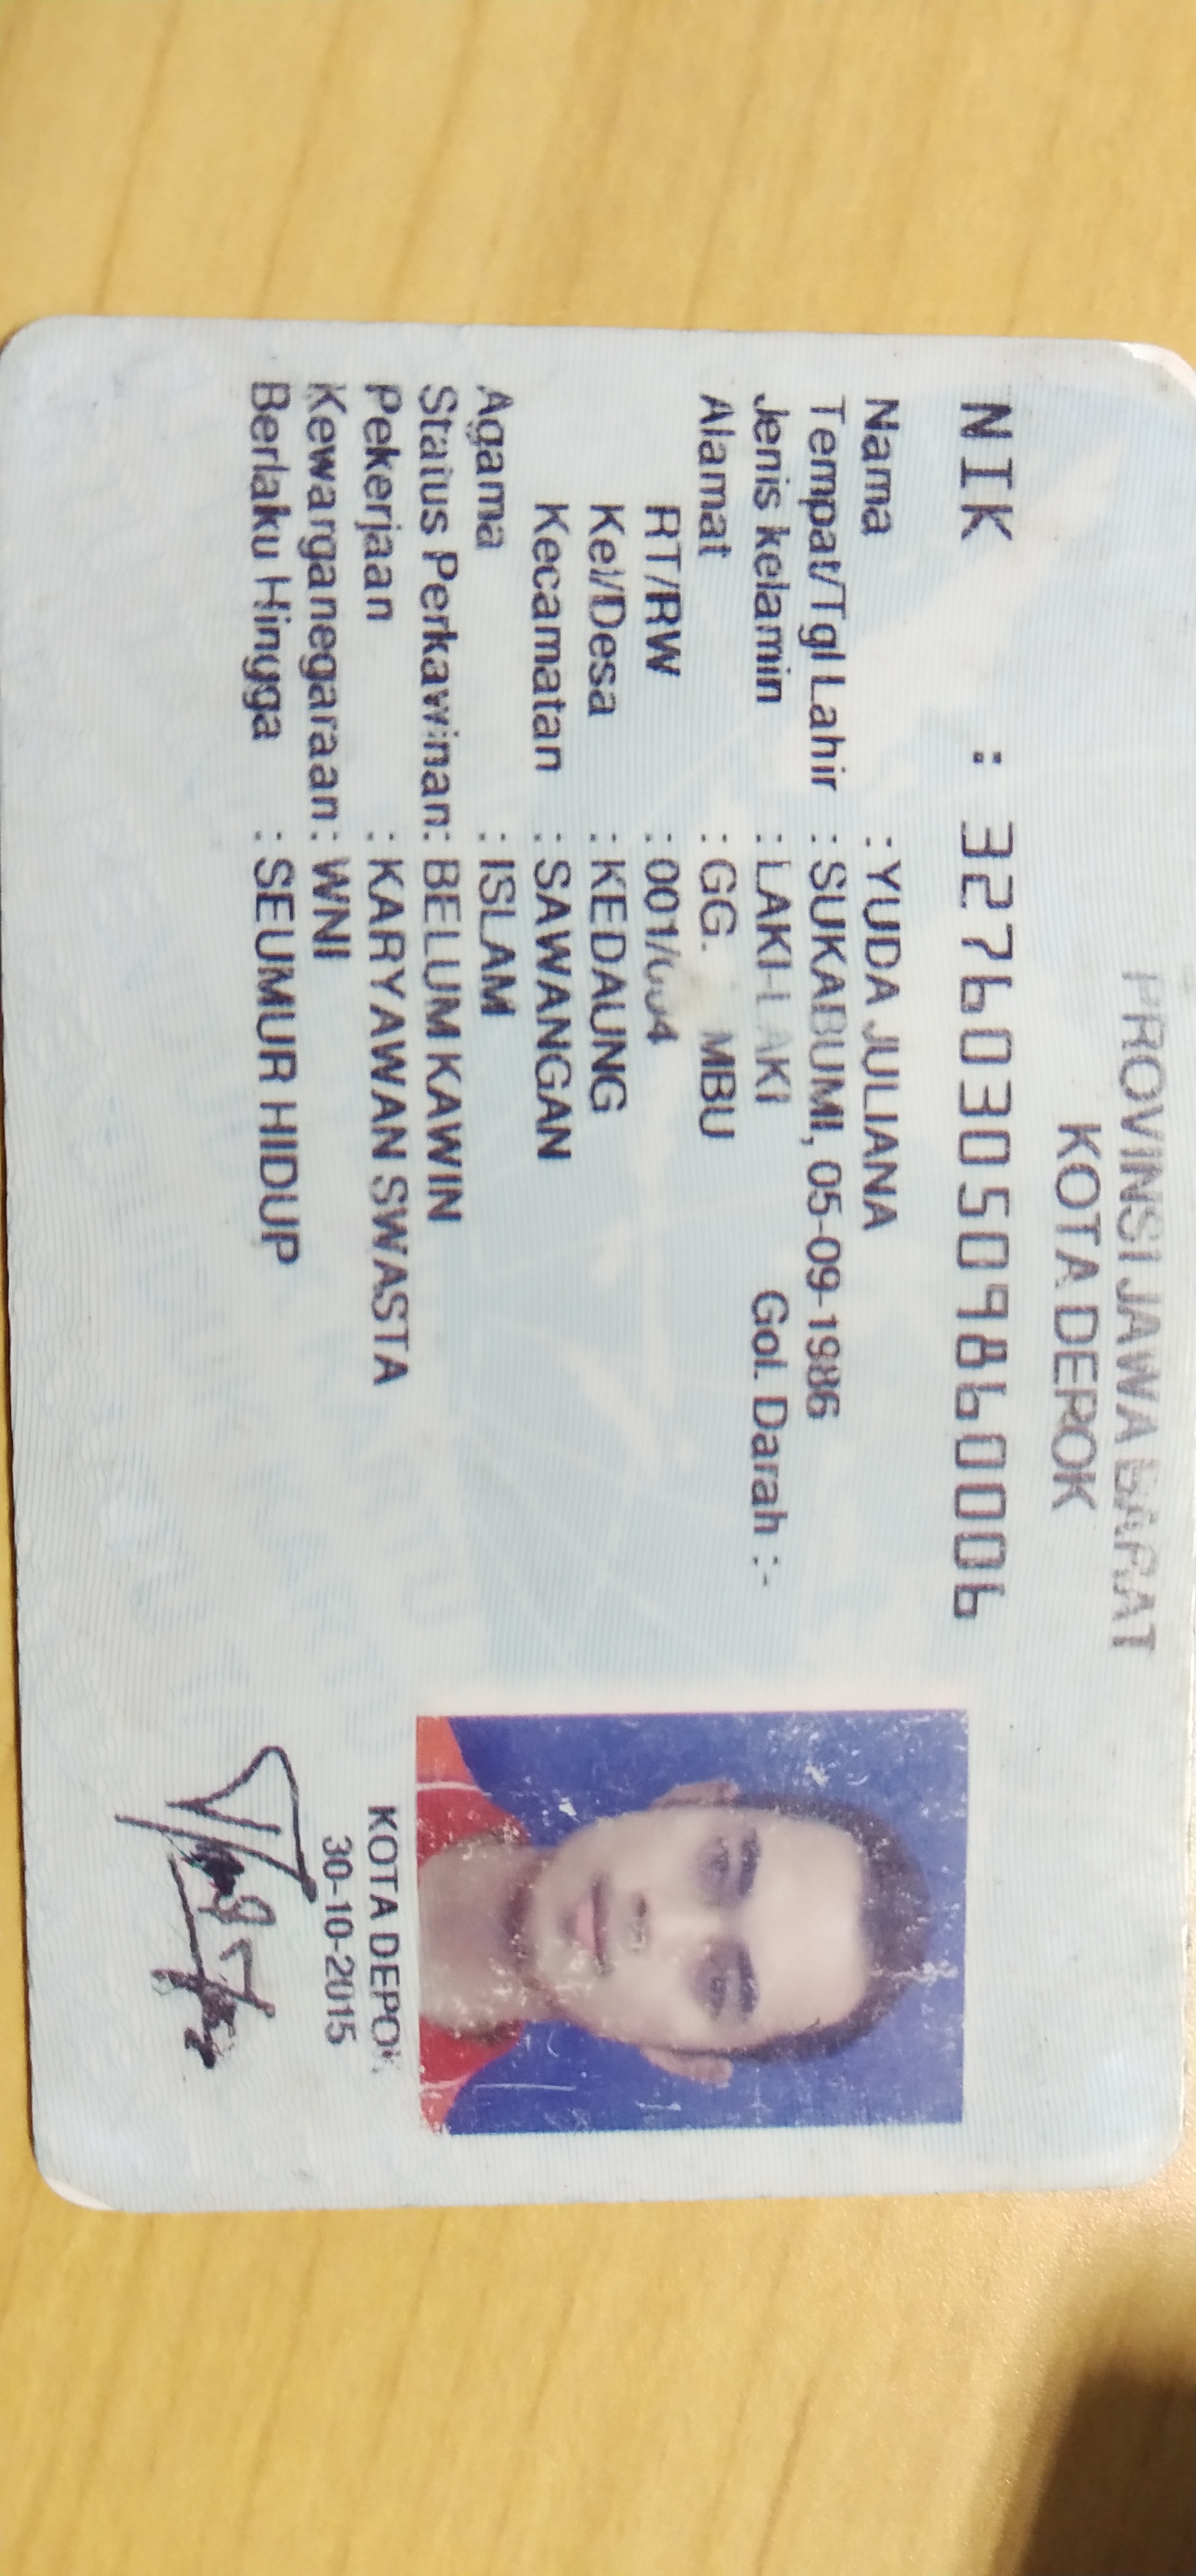 PROVINSI JAWA BARAT
KOTA DEPOK
NIK : 3276030509860006
Nama : YUDA JULIANA
Tempat/Tgl Lahir : SUKABUMI, 05-09-1986
Jenis kelamin : LAKI-LAKI Gol. Darah :-
Alamat : GG. MBU
RT/RW : 001/004
Kel/Desa : KEDAUNG
Kecamatan : SAWANGAN
Agama : ISLAM
Status Perkawinan: BELUM KAWIN
Pekerjaan : KARYAWAN SWASTA
Kewarganegaraan: WNI
Berlaku Hingga : SEUMUR HIDUP
KOTA DEPOK
30-10-2015